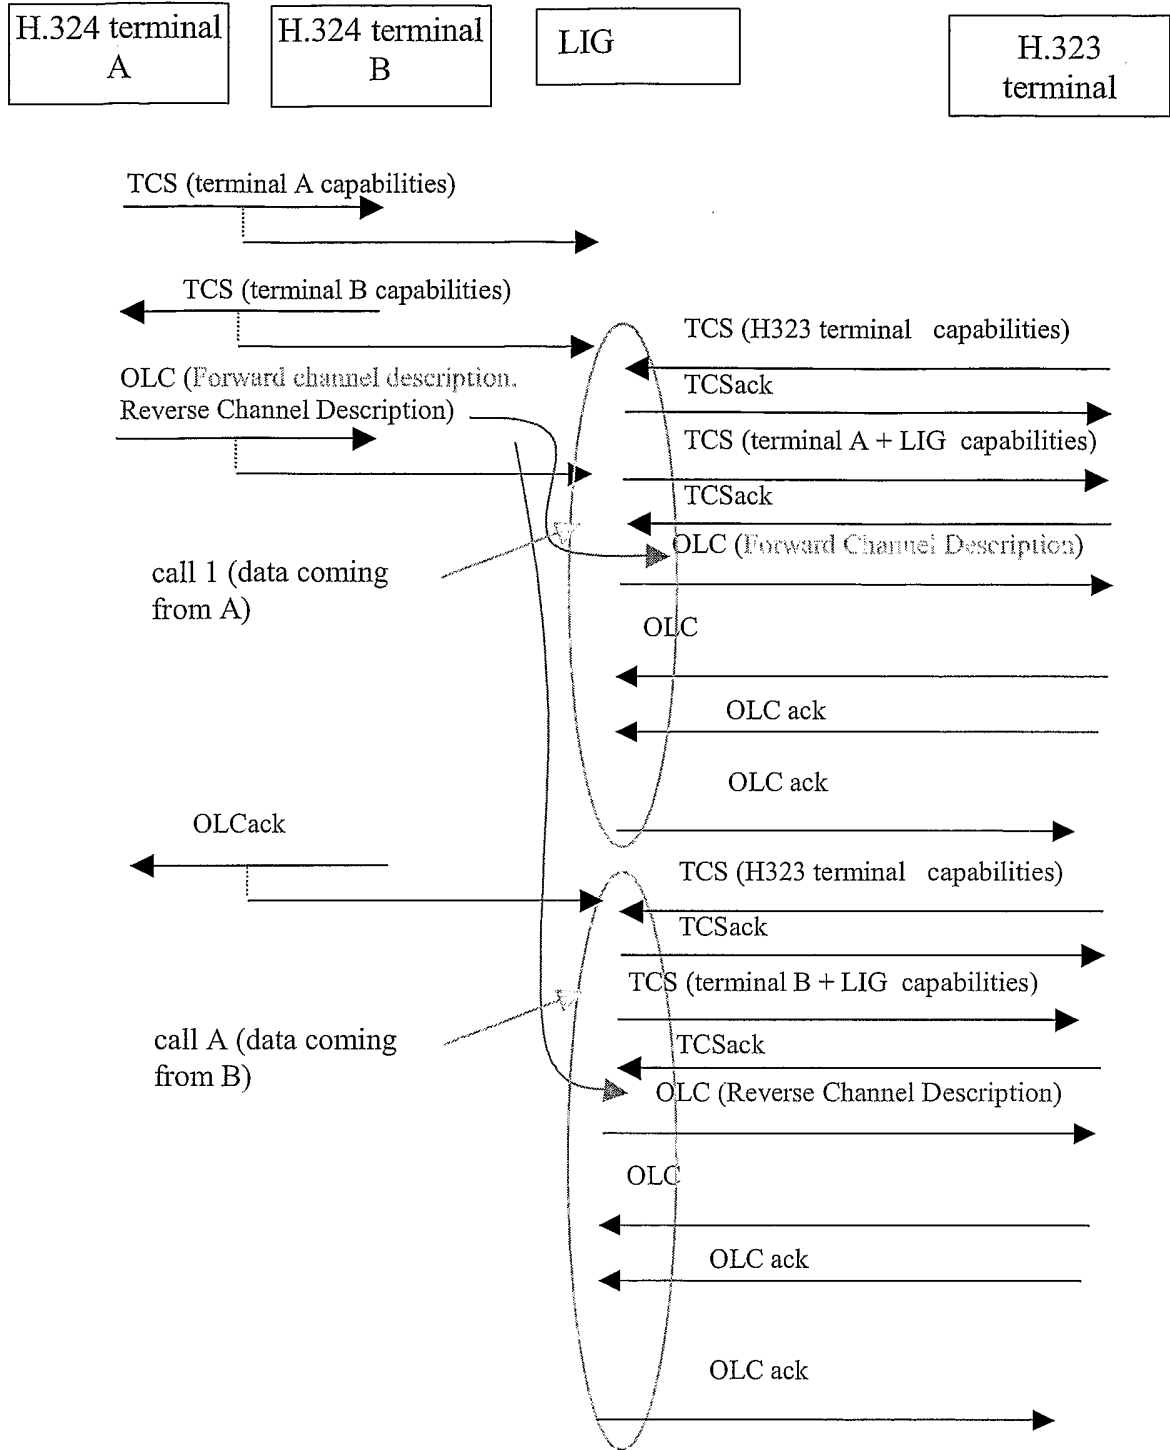 H.324 terminal
A
H.324 terminal
B
LIG
H.323
terminal
TCS (terminal A capabilities)
TCS (terminal B capabilities)
TCS (H323 terminal capabilities)
OLC (Forward channel description.
Reverse Channel Description)
TCSack
TCS (terminal A + LIG capabilities)
TCSack
OLC (Forward Channel Description)
call 1 (data coming
from A)
OLC
OLC ack
OLC ack
OLCack
TCS (H323 terminal capabilities)
TCSack
TCS (terminal B + LIG capabilities)
call A (data coming
from B)
TCSack
OLC (Reverse Channel Description)
OLC
OLC ack
OLC ack